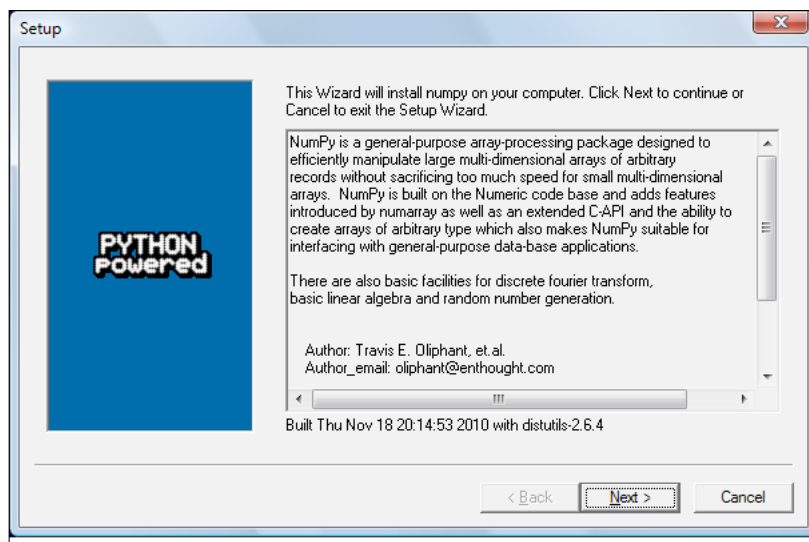 Setup
This Wizard will install numpy on your computer. Click Next to continue or
Cancel to exit the Setup Wizard.
NumPy is a general-purpose array-processing package designed to
efficiently manipulate large multi-dimensional arrays of arbitrary
records without sacrificing too much speed for small multi-dimensional
arrays.  NumPy is built on the Numeric code base and adds features
introduced by numarray as well as an extended C-API and the ability to
create arrays of arbitrary type which also makes NumPy suitable for
interfacing with general-purpose data-base applications.
There are also basic facilities for discrete fourier transform,
basic linear algebra and random number generation.
Author: Travis E. Oliphant, et.al.
Author_email: oliphant@enthought.com
PYTHON
Powered
Built Thu Nov 18 20:14:53 2010 with distutils-2.6.4
< Back
Next >
Cancel